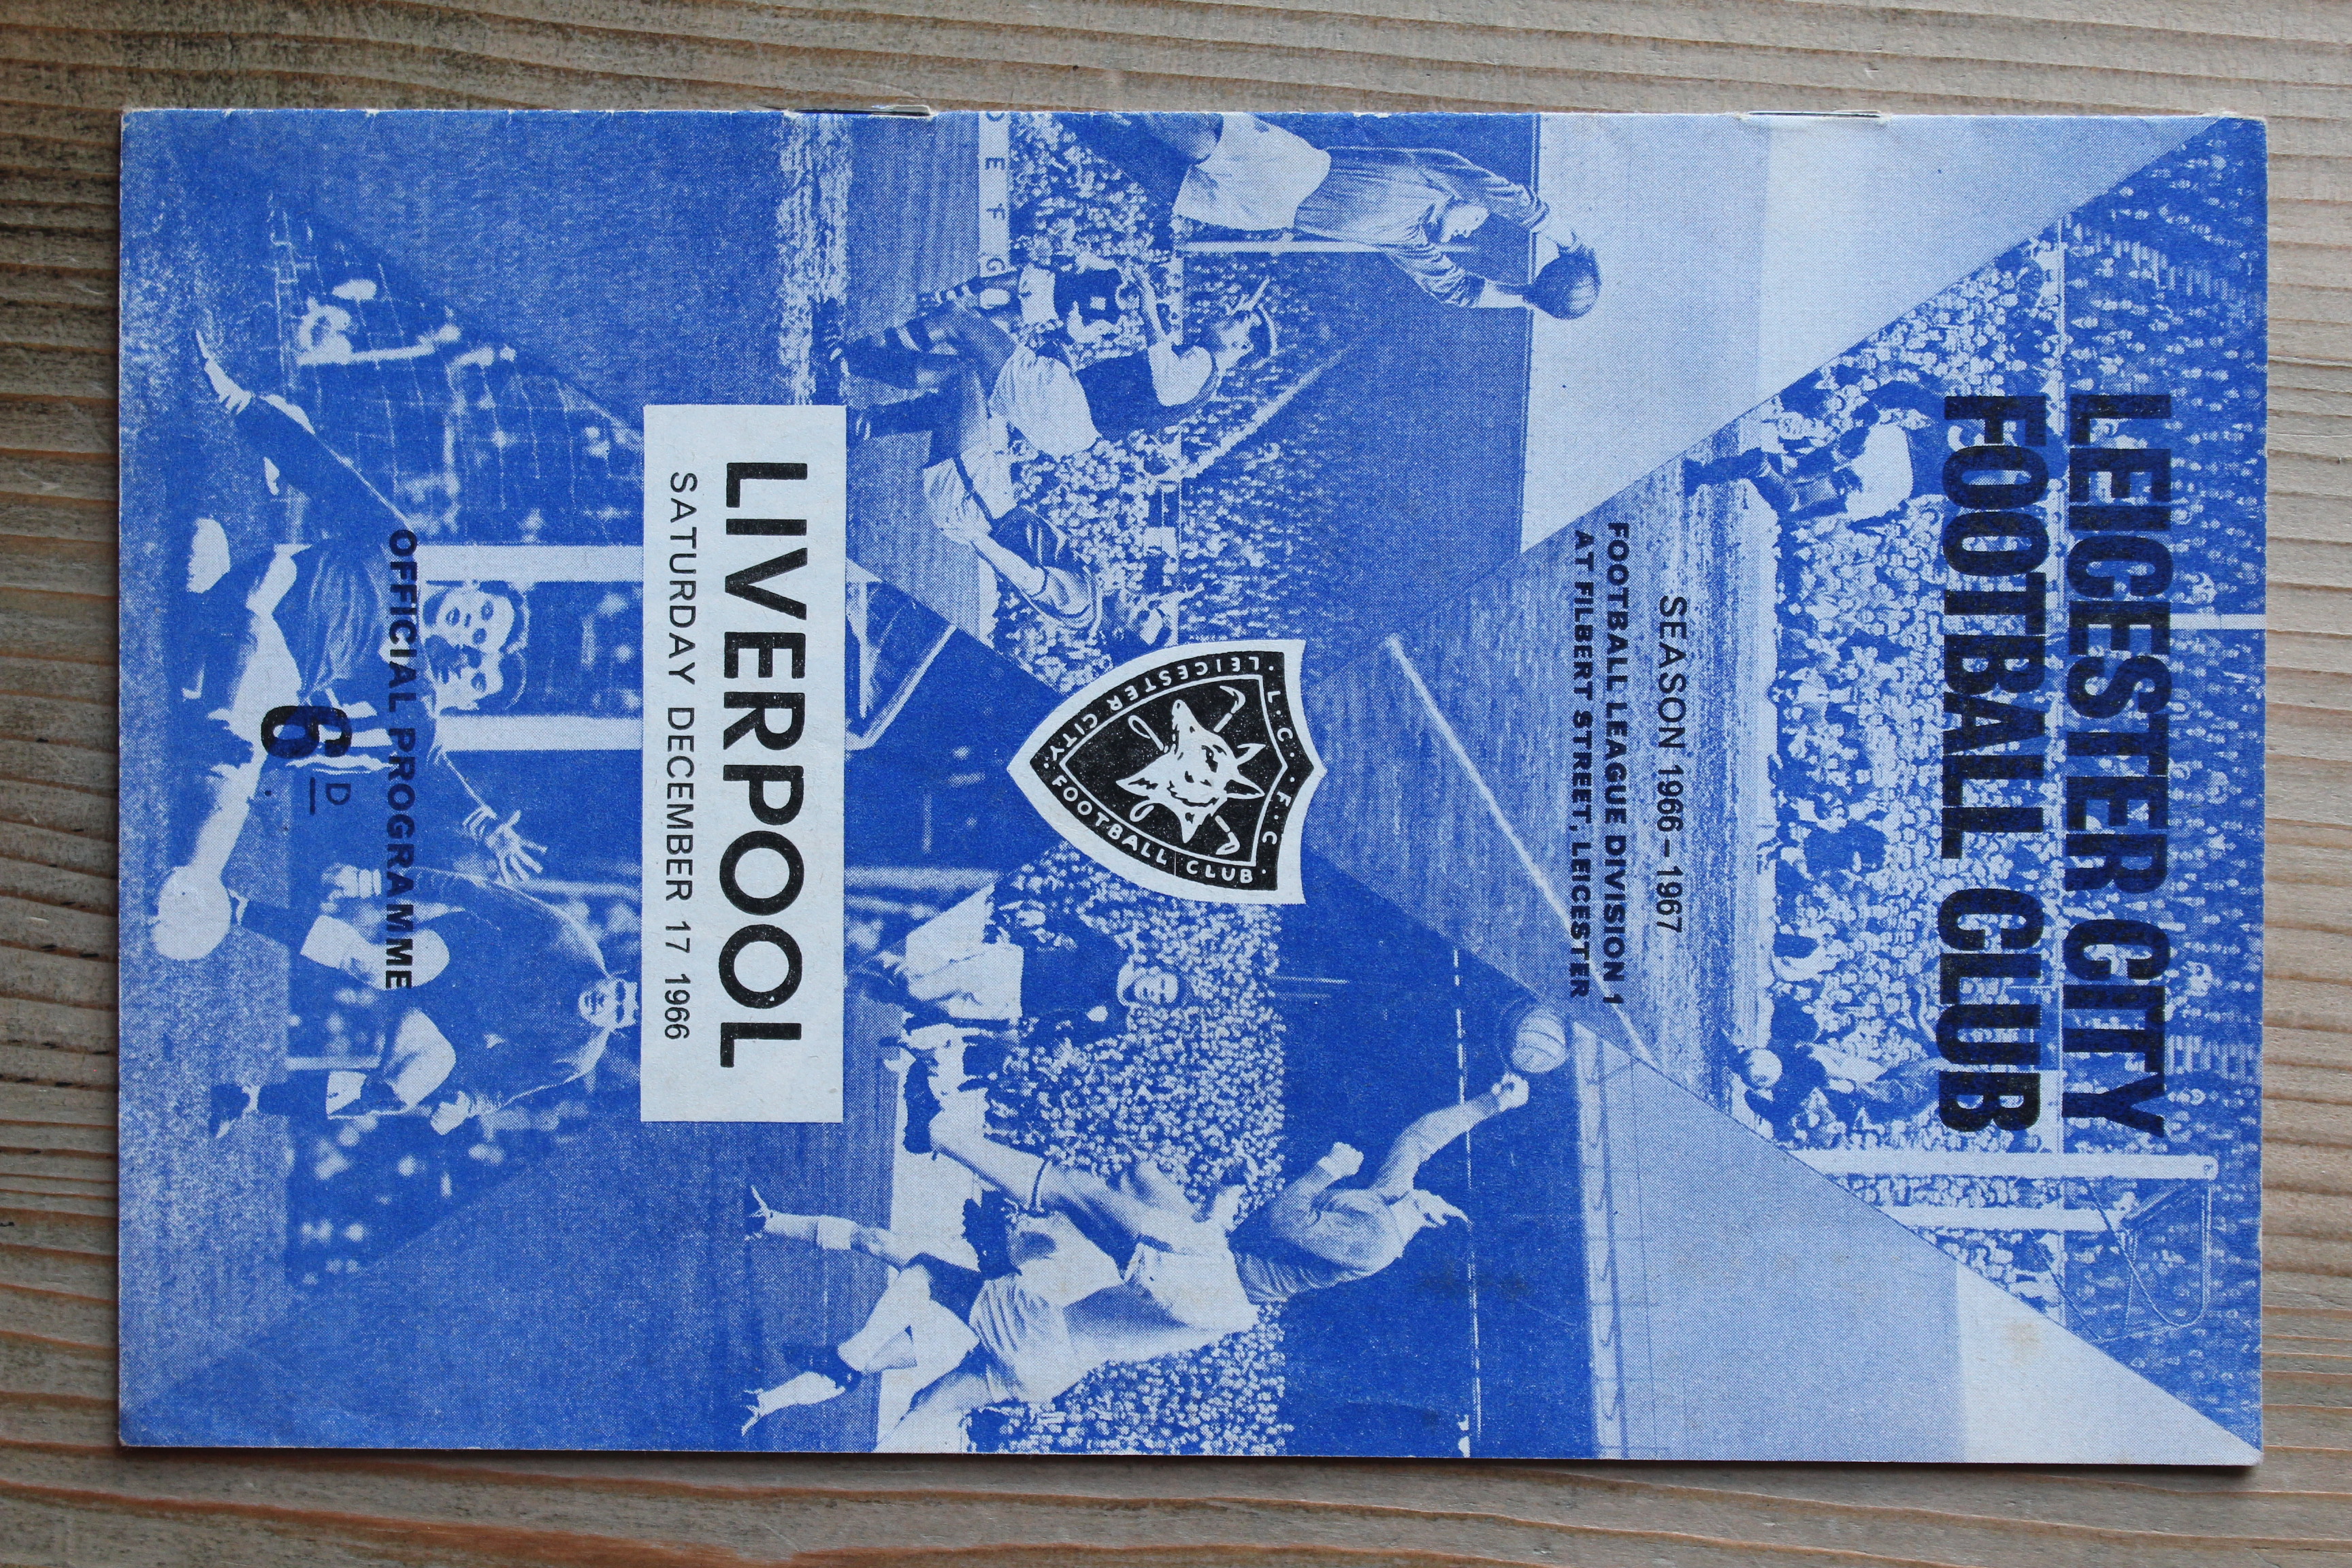 LEICESTER CITY
FOOTBALL CLUB
SEASON 1966-1967
FOOTBALL LEAGUE DIVISION 1
AT FILBERT STREET, LEICESTER
L·C·F·C
LEICESTER CITY FOOTBALL CLUB
D E F G
LIVERPOOL
SATURDAY DECEMBER 17 1966
OFFICIAL PROGRAMME
6D